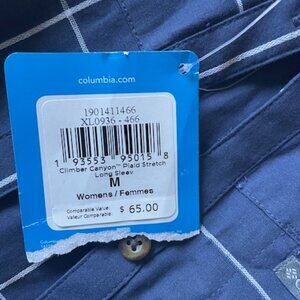 columbia.com
1901411466
XL0936 - 466
1 93553 95015 8
Climber Canyon™ Plaid Stretch
Long Sleev
M
Womens / Femmes
Comparable Value:
Valeur Comparable: $ 65.00